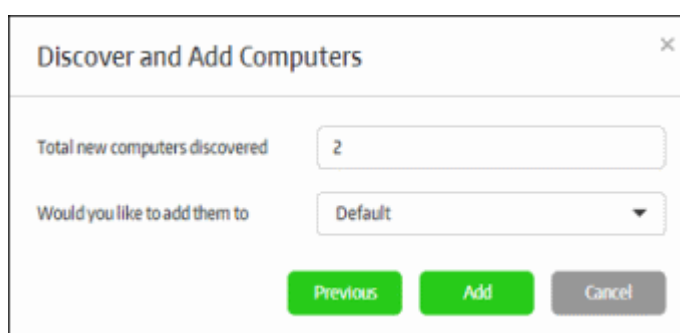 Discover and Add Computers ×
Total new computers discovered 2
Would you like to add them to Default
Previous Add Cancel